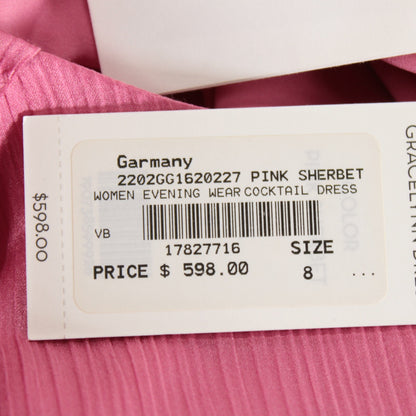 Garmany
2202GG1620227 PINK SHERBET
WOMEN EVENING WEAR COCKTAIL DRESS
VB
17827716 SIZE
PRICE $ 598.00 8 ...
$598.00